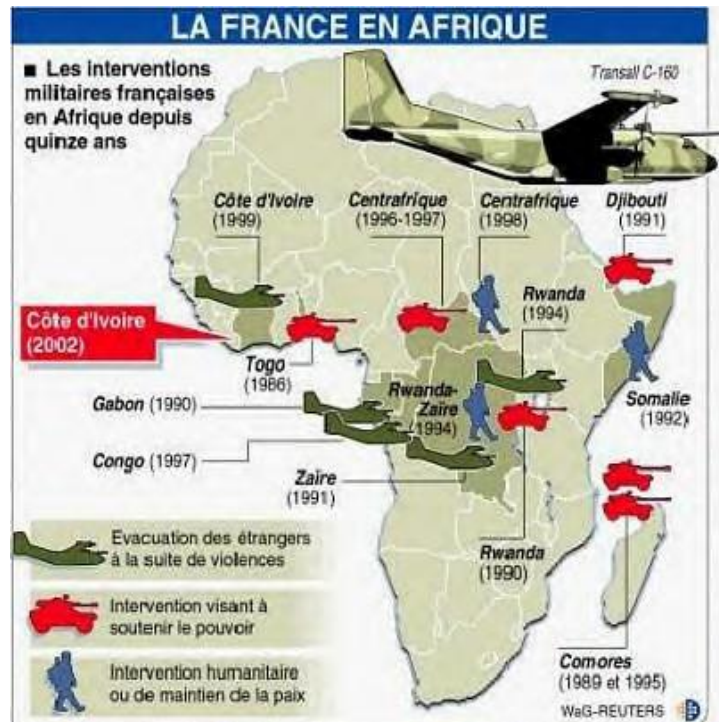 LA FRANCE EN AFRIQUE
■ Les interventions
militaires françaises
en Afrique depuis
quinze ans
Transall C-160
Côte d'Ivoire
(1999)
Centrafrique
(1996-1997)
Centrafrique
(1998)
Djibouti
(1991)
Rwanda
(1994)
Côte d'Ivoire
(2002)
Togo
(1986)
Gabon (1990)
Rwanda-
Zaïre
(1994)
Somalie
(1992)
Congo (1997)
Zaïre
(1991)
Rwanda
(1990)
Comores
(1989 et 1995)
Evacuation des étrangers
à la suite de violences
Intervention visant à
soutenir le pouvoir
Intervention humanitaire
ou de maintien de la paix
WaG-REUTERS